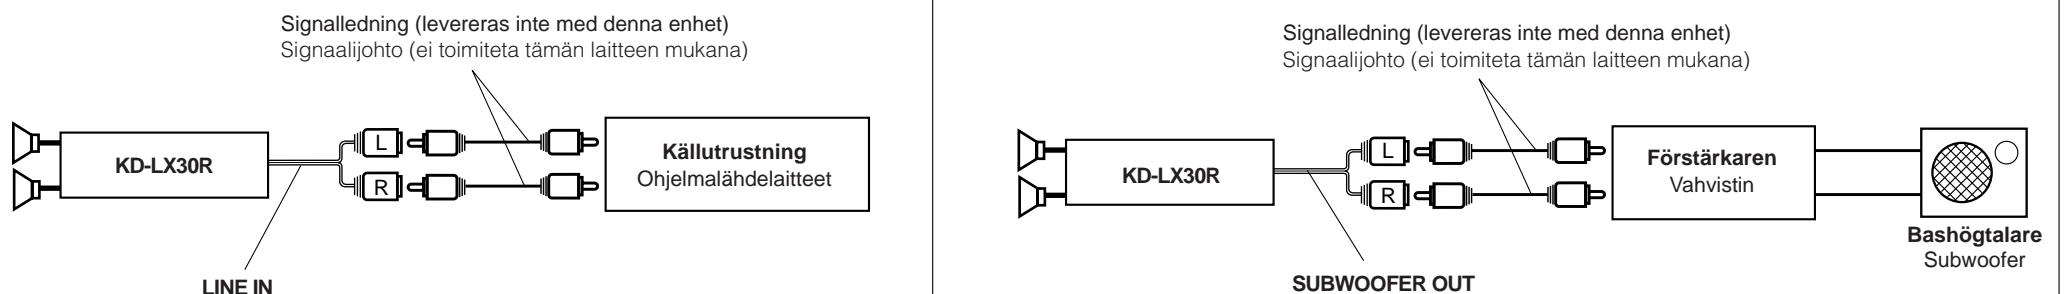 Signalledning (levereras inte med denna enhet)
Signaalijohto (ei toimiteta tämän laitteen mukana)
KD-LX30R
L
R
Källutrustning
Ohjelmalähdelaitteet
LINE IN
Signalledning (levereras inte med denna enhet)
Signaalijohto (ei toimiteta tämän laitteen mukana)
KD-LX30R
L
R
Förstärkaren
Vahvistin
Bashögtalare
Subwoofer
SUBWOOFER OUT